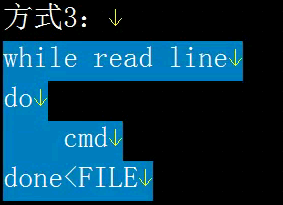 方式3：↓
while read line↓
do↓
    cmd↓
done<FILE↓